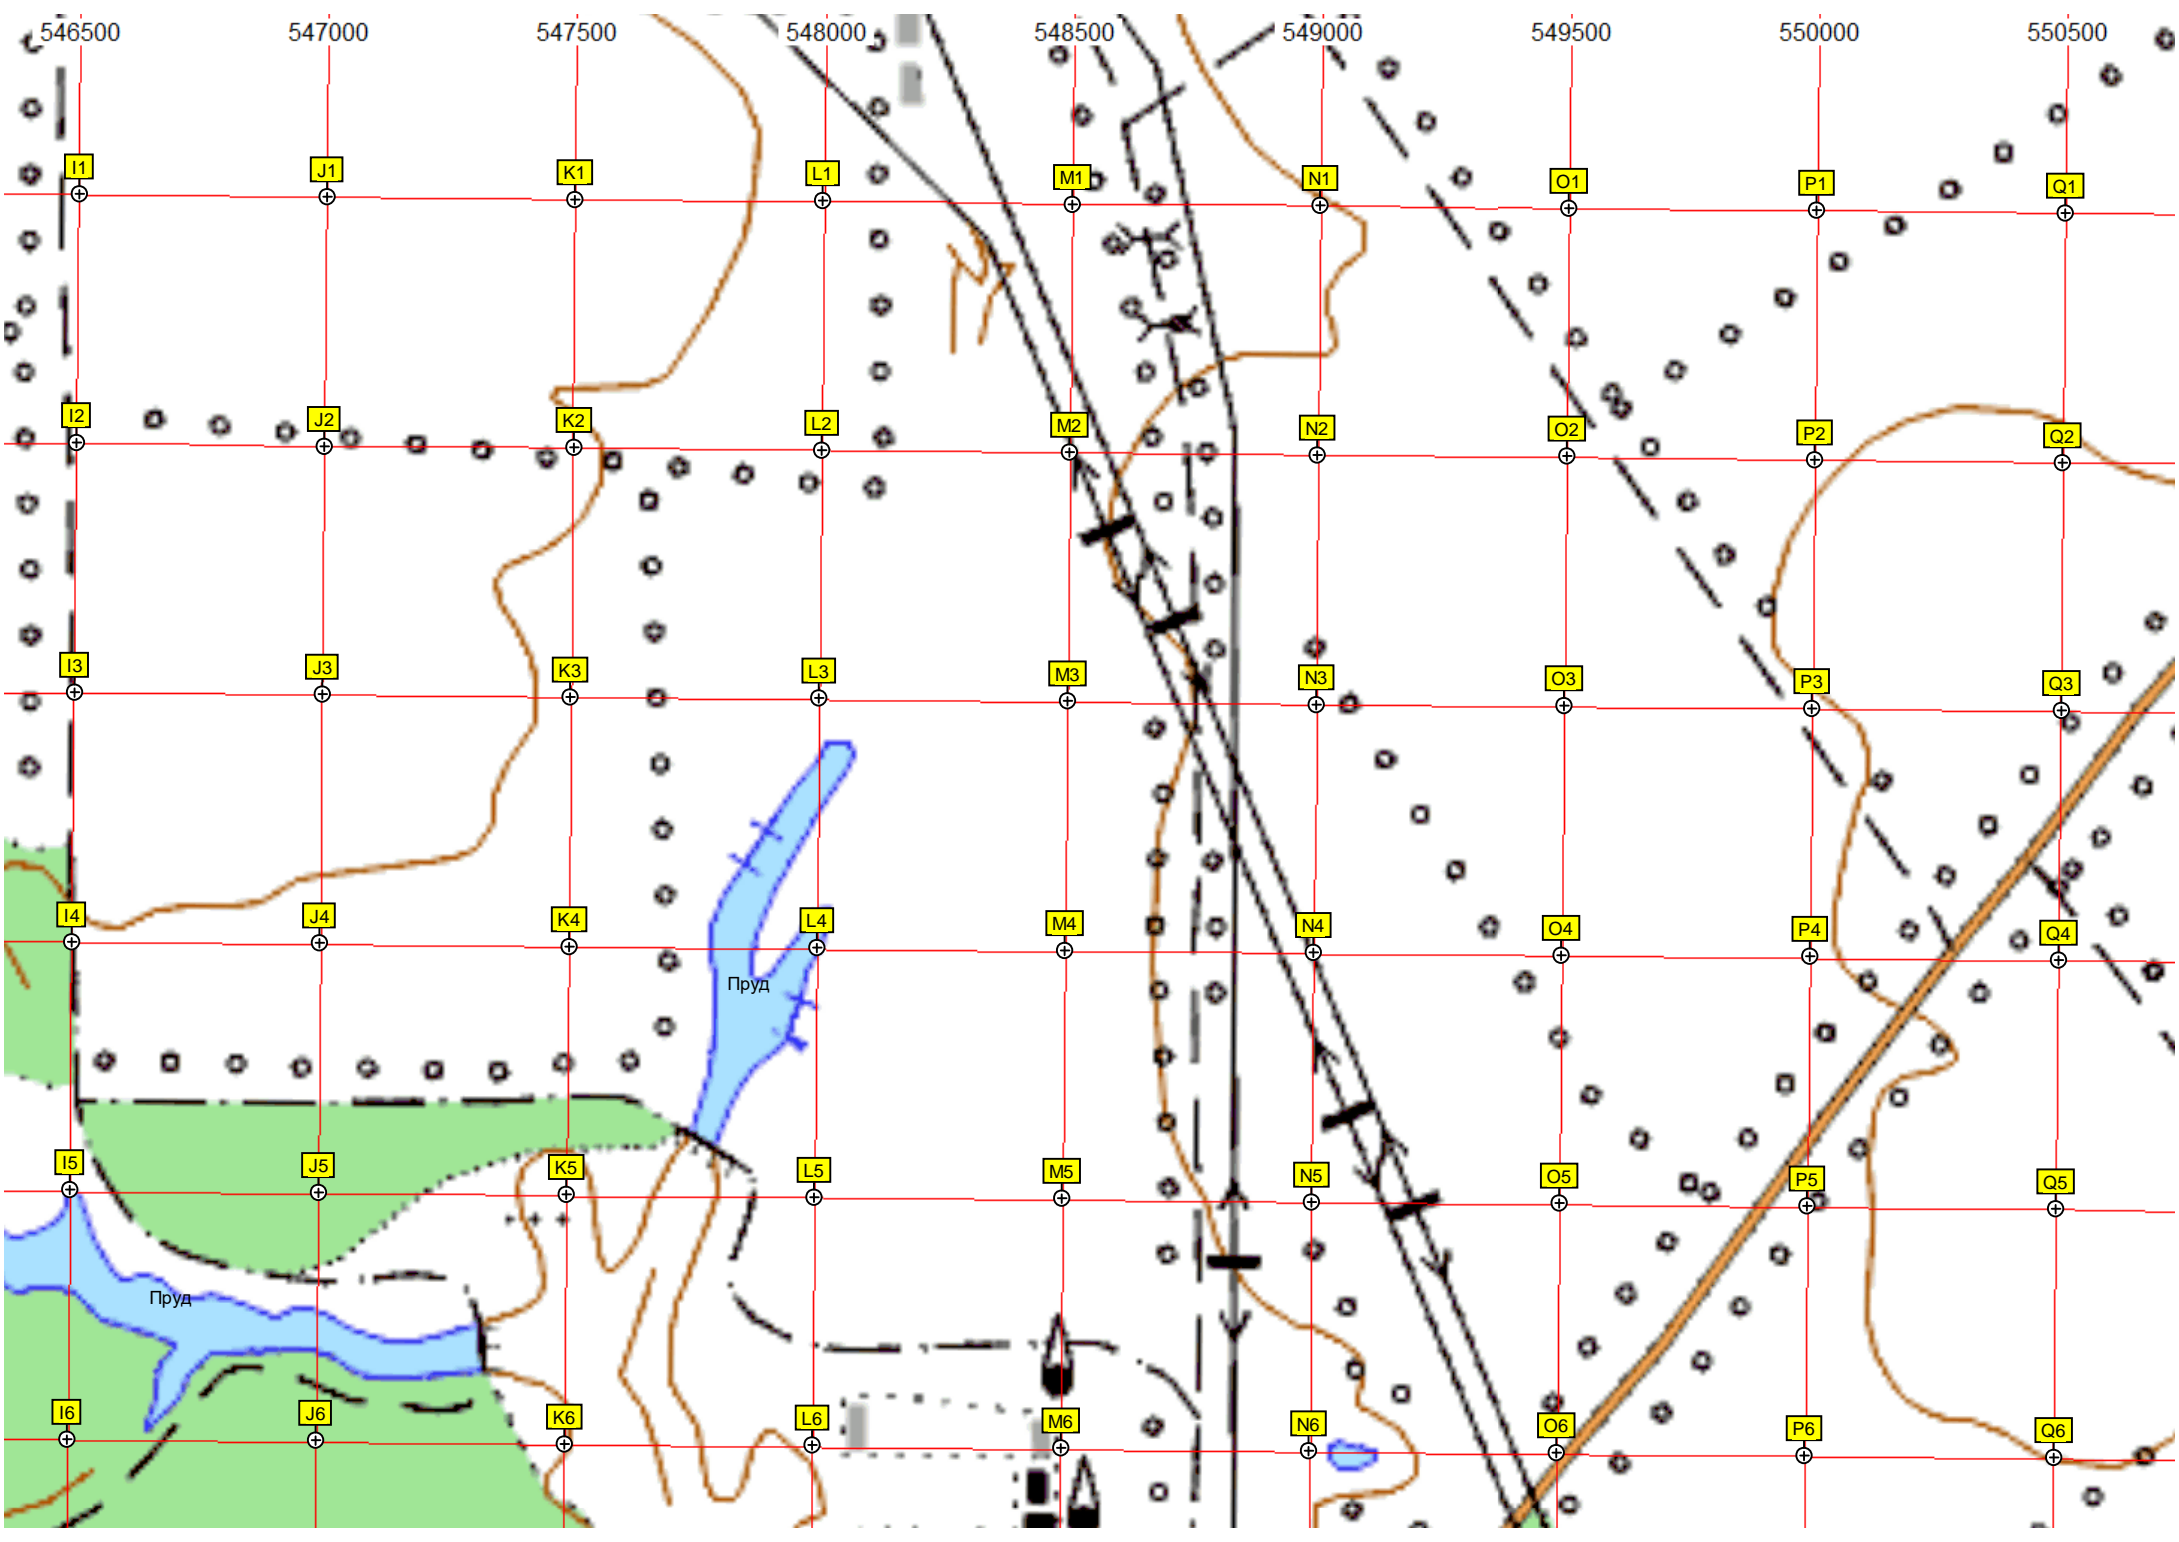 546500 547000 547500 548000 548500 549000 549500 550000 550500
I1 J1 K1 L1 M1 N1 O1 P1 Q1
I2 J2 K2 L2 M2 N2 O2 P2 Q2
I3 J3 K3 L3 M3 N3 O3 P3 Q3
I4 J4 K4 L4 M4 N4 O4 P4 Q4
Пруд
I5 J5 K5 L5 M5 N5 O5 P5 Q5
Пруд
I6 J6 K6 L6 M6 N6 O6 P6 Q6